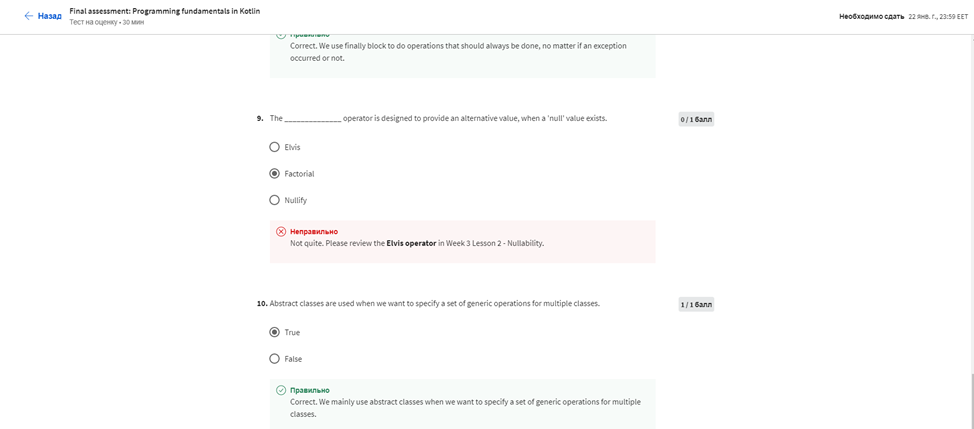 Назад
Final assessment: Programming fundamentals in Kotlin
Тест на оценку • 30 мин
Необходимо сдать 22 янв. г., 23:59 EET
Правильно
Correct. We use finally block to do operations that should always be done, no matter if an exception
occurred or not.
9. The ______________ operator is designed to provide an alternative value, when a 'null' value exists.
0 / 1 балл
Elvis
Factorial
Nullify
Неправильно
Not quite. Please review the Elvis operator in Week 3 Lesson 2 - Nullability.
10. Abstract classes are used when we want to specify a set of generic operations for multiple classes.
1 / 1 балл
True
False
Правильно
Correct. We mainly use abstract classes when we want to specify a set of generic operations for multiple
classes.